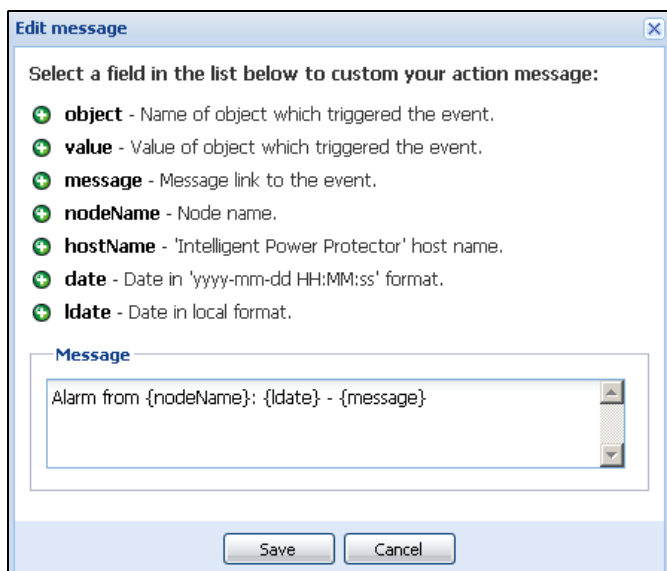 Edit message
Select a field in the list below to custom your action message:
object - Name of object which triggered the event.
value - Value of object which triggered the event.
message - Message link to the event.
nodeName - Node name.
hostName - 'Intelligent Power Protector' host name.
date - Date in 'yyyy-mm-dd HH:MM:ss' format.
ldate - Date in local format.
Message
Alarm from {nodeName}: {ldate} - {message}
Save Cancel